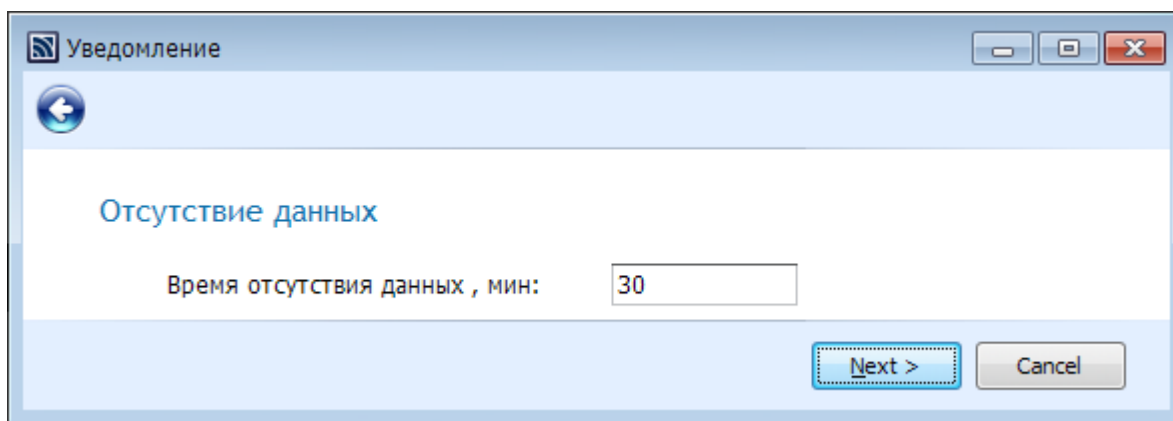 Уведомление
Отсутствие данных
Время отсутствия данных , мин: 30
Next > Cancel